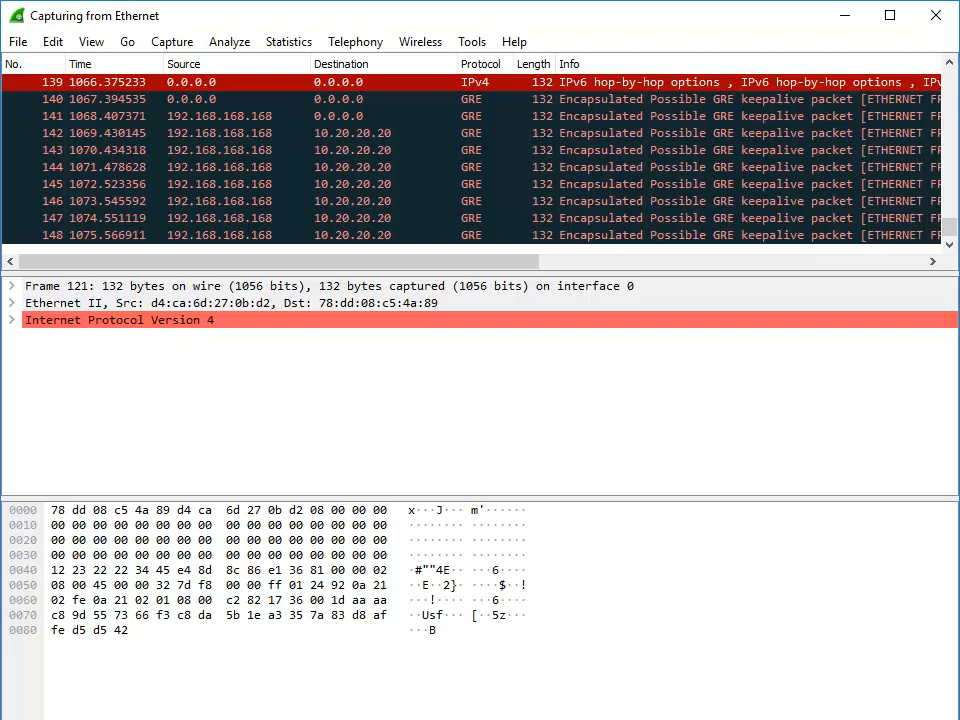 Capturing from Ethernet
File Edit View Go Capture Analyze Statistics Telephony Wireless Tools Help
No. Time Source Destination Protocol Length Info
139 1066.375233 0.0.0.0 0.0.0.0 IPv4 132 IPv6 hop-by-hop options , IPv6 hop-by-hop options , IPv
140 1067.394535 0.0.0.0 0.0.0.0 GRE 132 Encapsulated Possible GRE keepalive packet [ETHERNET FR
141 1068.407371 192.168.168.168 0.0.0.0 GRE 132 Encapsulated Possible GRE keepalive packet [ETHERNET FR
142 1069.430145 192.168.168.168 10.20.20.20 GRE 132 Encapsulated Possible GRE keepalive packet [ETHERNET FR
143 1070.434318 192.168.168.168 10.20.20.20 GRE 132 Encapsulated Possible GRE keepalive packet [ETHERNET FR
144 1071.478628 192.168.168.168 10.20.20.20 GRE 132 Encapsulated Possible GRE keepalive packet [ETHERNET FR
145 1072.523356 192.168.168.168 10.20.20.20 GRE 132 Encapsulated Possible GRE keepalive packet [ETHERNET FR
146 1073.545592 192.168.168.168 10.20.20.20 GRE 132 Encapsulated Possible GRE keepalive packet [ETHERNET FR
147 1074.551119 192.168.168.168 10.20.20.20 GRE 132 Encapsulated Possible GRE keepalive packet [ETHERNET FR
148 1075.566911 192.168.168.168 10.20.20.20 GRE 132 Encapsulated Possible GRE keepalive packet [ETHERNET FR
Frame 121: 132 bytes on wire (1056 bits), 132 bytes captured (1056 bits) on interface 0
Ethernet II, Src: d4:ca:6d:27:0b:d2, Dst: 78:dd:08:c5:4a:89
Internet Protocol Version 4
0000 78 dd 08 c5 4a 89 d4 ca 6d 27 0b d2 08 00 00 00 x···J··· m'······
0010 00 00 00 00 00 00 00 00 00 00 00 00 00 00 00 00 ········ ········
0020 00 00 00 00 00 00 00 00 00 00 00 00 00 00 00 00 ········ ········
0030 00 00 00 00 00 00 00 00 00 00 00 00 00 00 00 00 ········ ········
0040 12 23 22 22 34 45 e4 8d 8c 86 e1 36 81 00 00 02 ·#""4E·· ···6····
0050 08 00 45 00 00 32 7d f8 00 00 ff 01 24 92 0a 21 ··E··2}· ····$··!
0060 02 fe 0a 21 02 01 08 00 c2 82 17 36 00 1d aa aa ···!···· ···6····
0070 c8 9d 55 73 66 f3 c8 da 5b 1e a3 35 7a 83 d8 af ··Usf··· [··5z···
0080 fe d5 d5 42 ···B